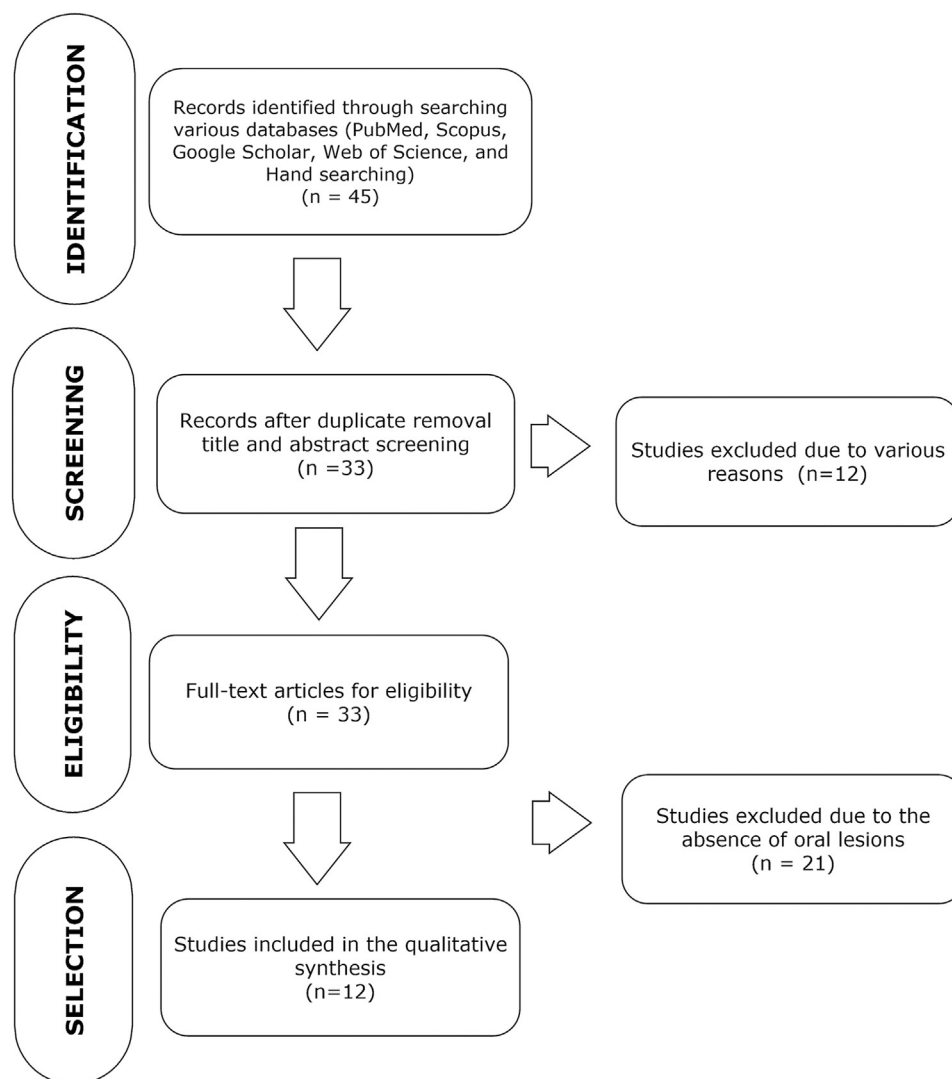 IDENTIFICATION
Records identified through searching
various databases (PubMed, Scopus,
Google Scholar, Web of Science, and
Hand searching)
(n = 45)
SCREENING
Records after duplicate removal
title and abstract screening
(n =33)
Studies excluded due to various
reasons (n=12)
ELIGIBILITY
Full-text articles for eligibility
(n = 33)
Studies excluded due to the
absence of oral lesions
(n = 21)
SELECTION
Studies included in the qualitative
synthesis
(n=12)